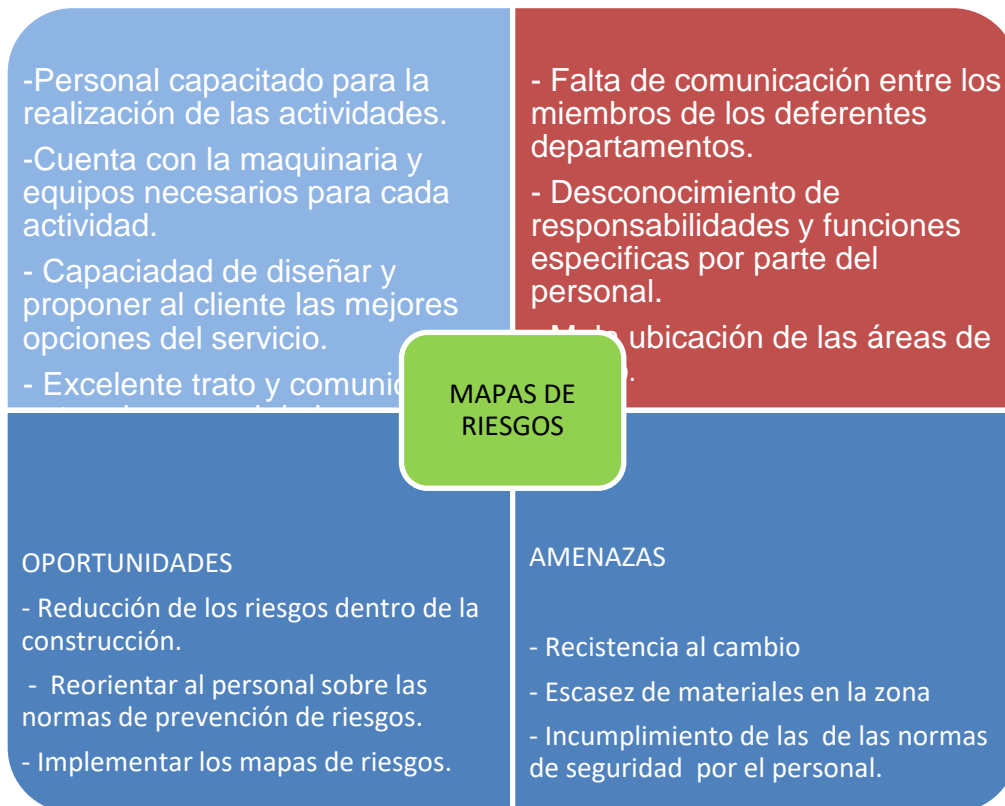 -Personal capacitado para la
realización de las actividades.
-Cuenta con la maquinaria y
equipos necesarios para cada
actividad.
- Capaciadad de diseñar y
proponer al cliente las mejores
opciones del servicio.
- Excelente trato y
- Falta de comunicación entre los
miembros de los deferentes
departamentos.
- Desconocimiento de
responsabilidades y funciones
especificas por parte del
personal.
ubicación de las áreas de
MAPAS DE
RIESGOS
OPORTUNIDADES
- Reducción de los riesgos dentro de la
construcción.
- Reorientar al personal sobre las
normas de prevención de riesgos.
- Implementar los mapas de riesgos.
AMENAZAS
- Recistencia al cambio
- Escasez de materiales en la zona
- Incumplimiento de las de las normas
de seguridad por el personal.